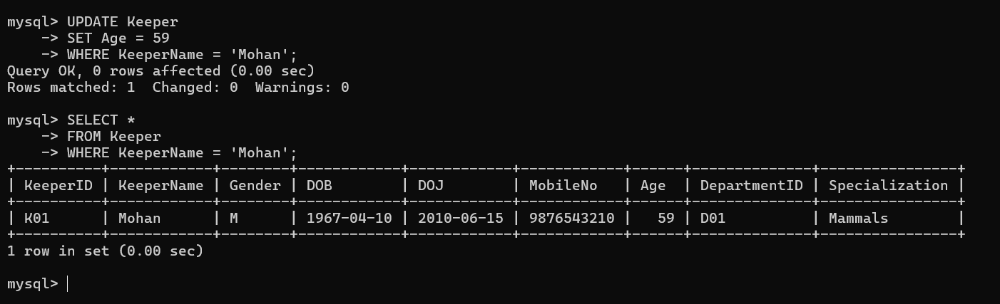 mysql> UPDATE Keeper
    -> SET Age = 59
    -> WHERE KeeperName = 'Mohan';
Query OK, 0 rows affected (0.00 sec)
Rows matched: 1  Changed: 0  Warnings: 0

mysql> SELECT *
    -> FROM Keeper
    -> WHERE KeeperName = 'Mohan';
+----------+------------+--------+------------+------------+------------+------+--------------+----------------+
| KeeperID | KeeperName | Gender | DOB        | DOJ        | MobileNo   | Age  | DepartmentID | Specialization |
+----------+------------+--------+------------+------------+------------+------+--------------+----------------+
| K01      | Mohan      | M      | 1967-04-10 | 2010-06-15 | 9876543210 |   59 | D01          | Mammals        |
+----------+------------+--------+------------+------------+------------+------+--------------+----------------+
1 row in set (0.00 sec)

mysql>